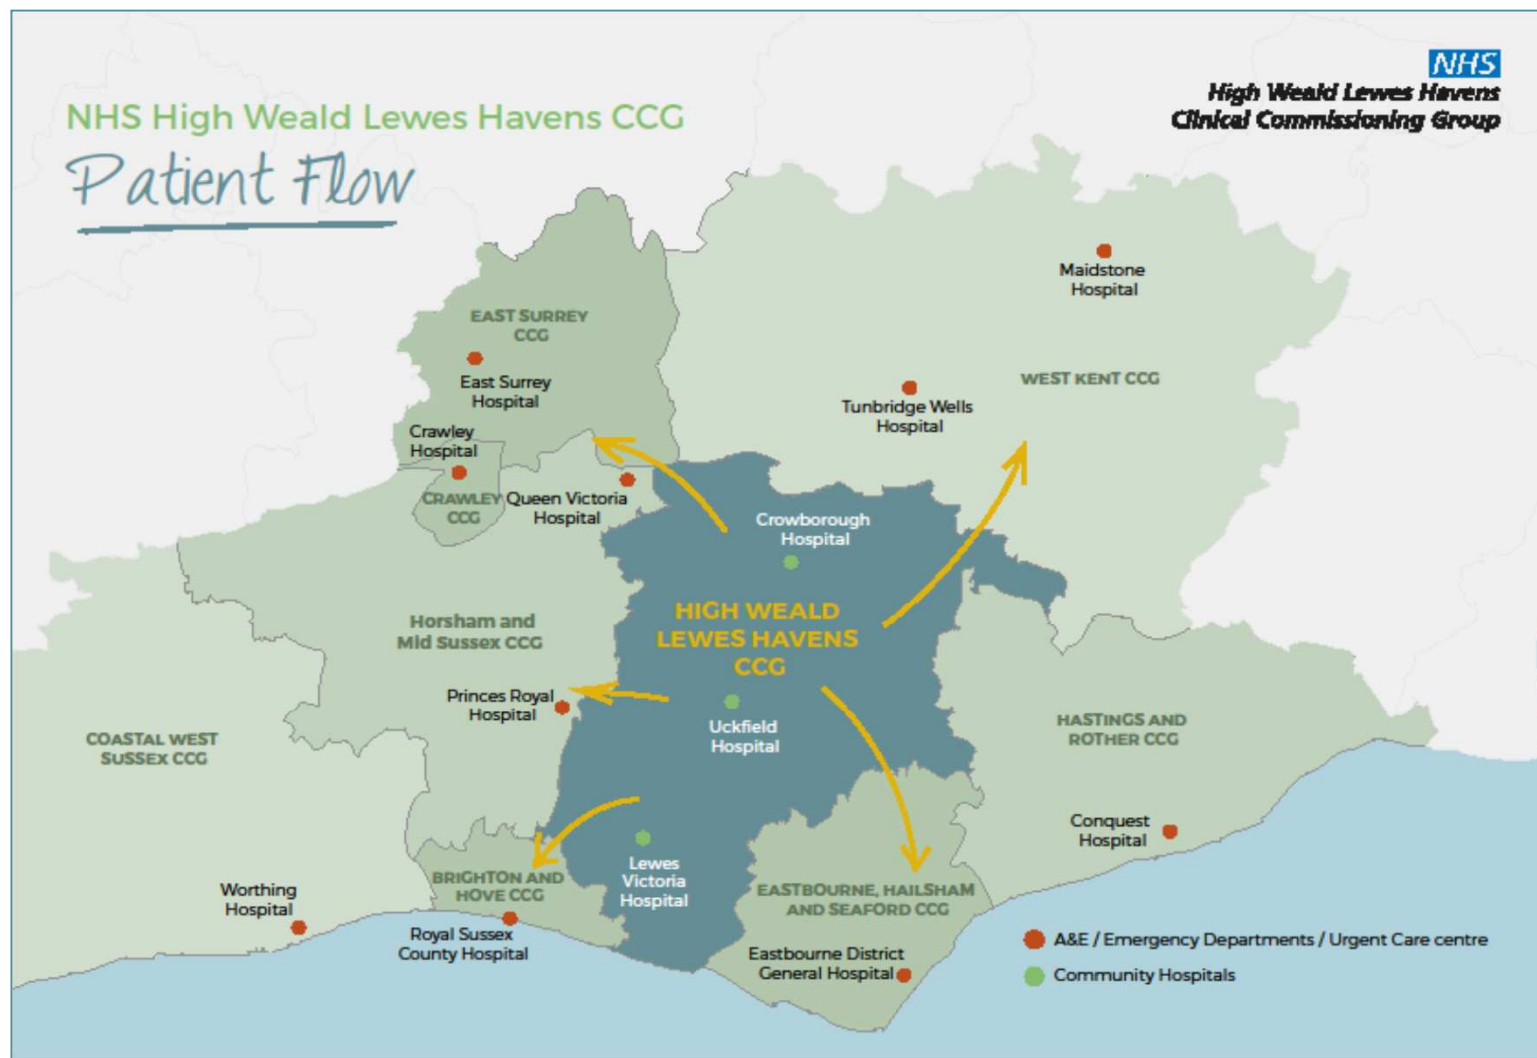 NHS High Weald Lewes Havens CCG
Patient Flow
NHS
High Weald Lewes Havens
Clinical Commissioning Group
EAST SURREY
CCG
East Surrey
Hospital
Crawley
Hospital
CRAWLEY
CCG
Queen Victoria
Hospital
Maidstone
Hospital
WEST KENT CCG
Tunbridge Wells
Hospital
Crowborough
Hospital
HIGH WEALD
LEWES HAVENS
CCG
Horsham and
Mid Sussex CCG
Princes Royal
Hospital
Uckfield
Hospital
COASTAL WEST
SUSSEX CCG
HASTINGS AND
ROTHER CCG
Conquest
Hospital
Worthing
Hospital
BRIGHTON AND
HOVE CCG
Royal Sussex
County Hospital
Lewes
Victoria
Hospital
EASTBOURNE, HAILSHAM
AND SEAFORD CCG
Eastbourne District
General Hospital
A&E / Emergency Departments / Urgent Care centre
Community Hospitals